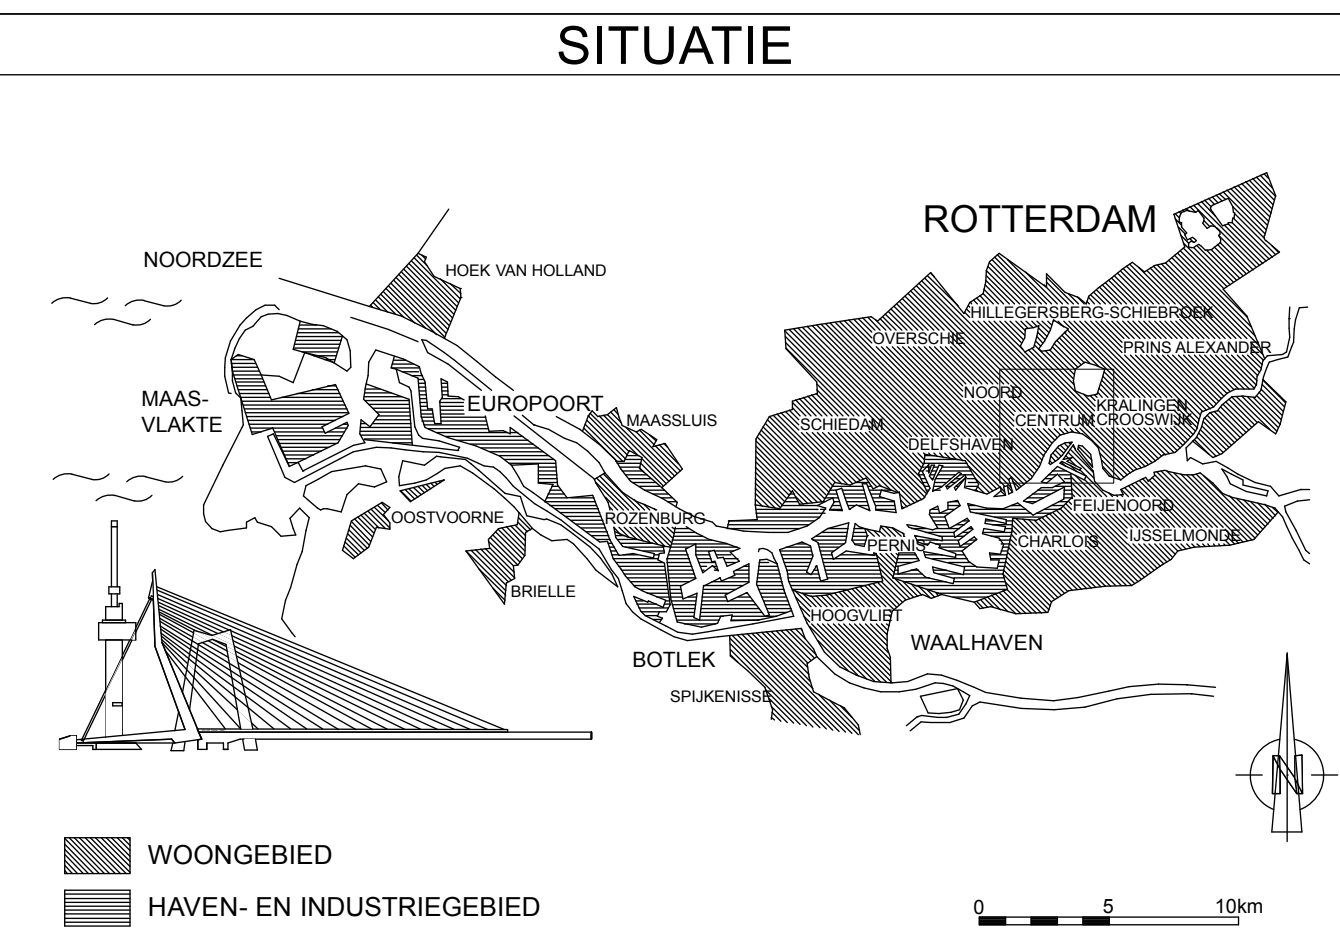 SITUATIE
ROTTERDAM
NOORDZEE
HOEK VAN HOLLAND
HILLEGERSBERG-SCHIEBROEK
OVERSCHIE
PRINS ALEXANDER
MAAS-
VLAKTE
EUROPOORT
NOORD
MAASSLUIS
SCHIEDAM
CENTRUM
KRALINGEN
CROOSWIJK
DELFSHAVEN
OOSTVOORNE
ROZENBURG
FEIJENOORD
PERNIS
CHARLOIS
IJSSELMONDE
BRIELLE
HOOGVLIET
WAALHAVEN
BOTLEK
SPIJKENISSE
N
WOONGEBIED
HAVEN- EN INDUSTRIEGEBIED
0 5 10km